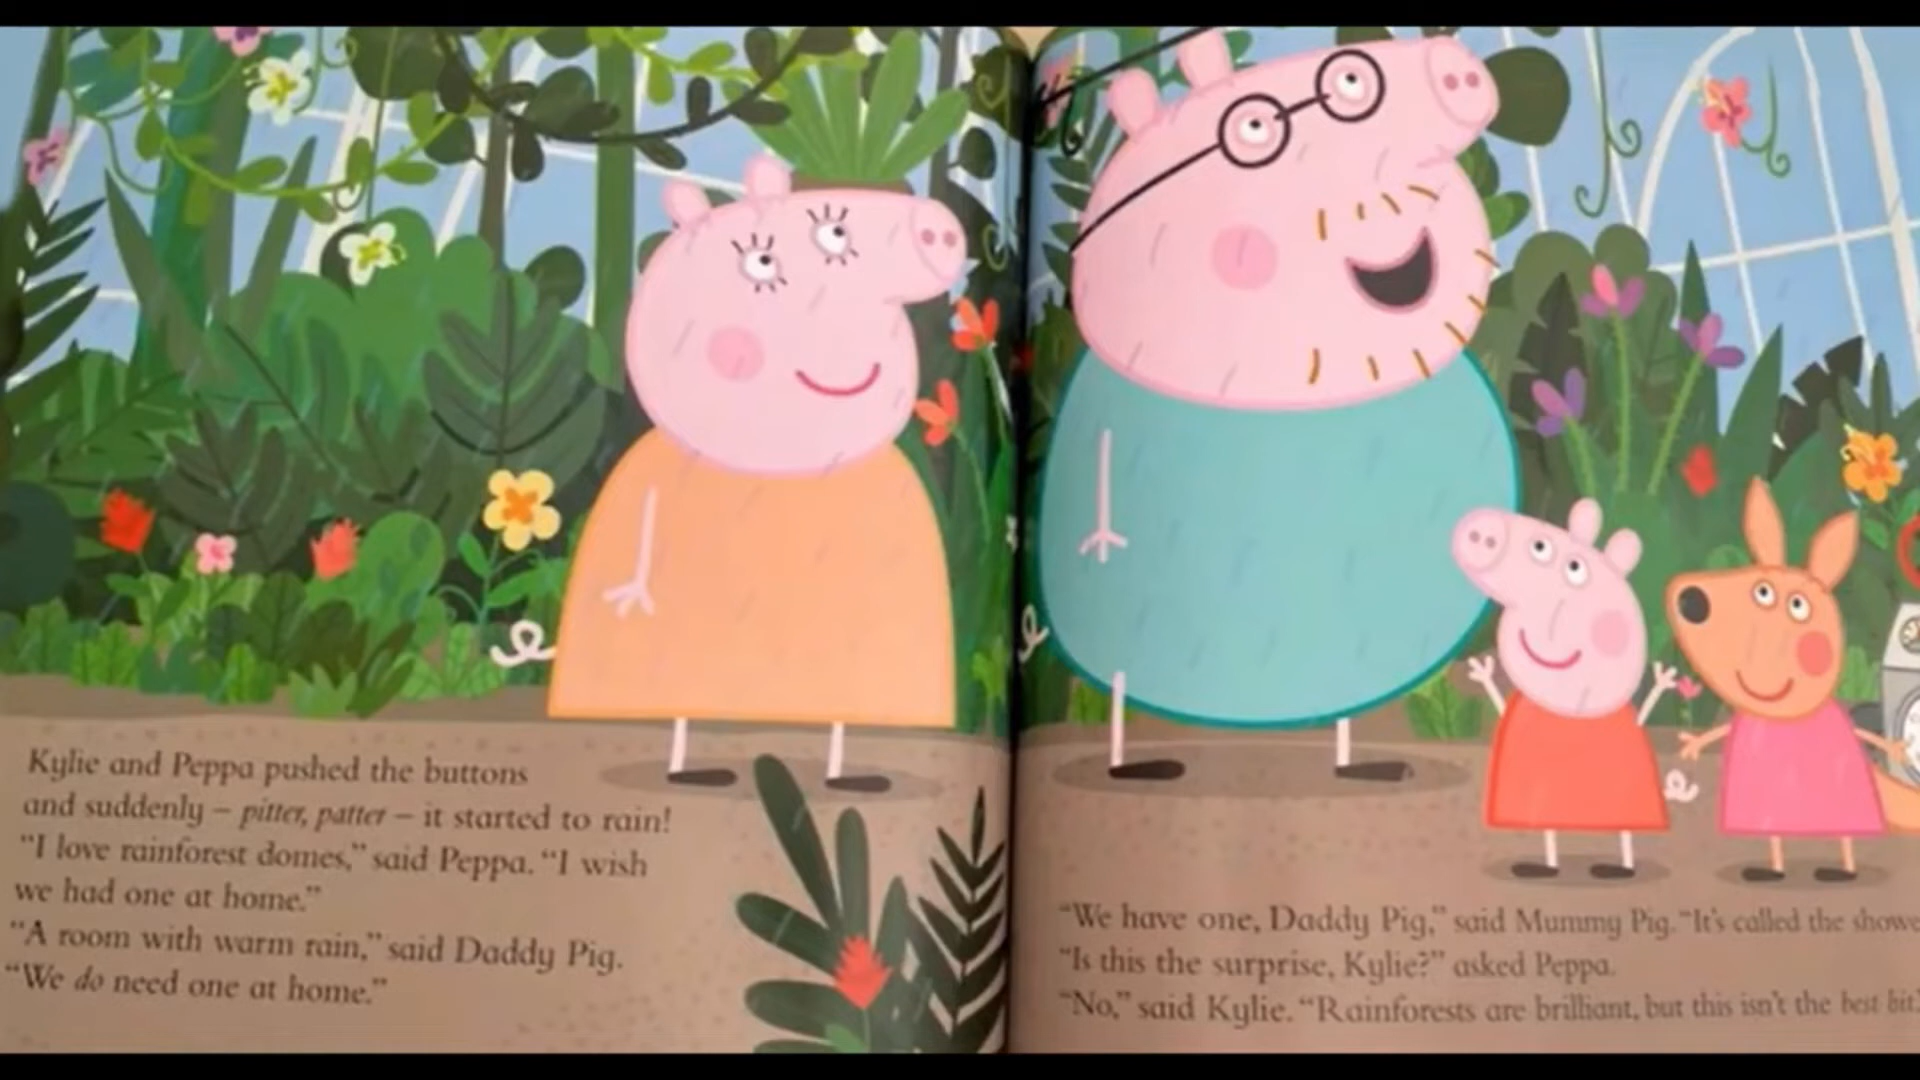 Kylie and Peppa pushed the buttons
and suddenly – pitter, patter – it started to rain!
“I love rainforest domes,” said Peppa. “I wish
we had one at home.”
“A room with warm rain,” said Daddy Pig.
“We do need one at home.”
“We have one, Daddy Pig,” said Mummy Pig. “It’s called the
“Is this the surprise, Kylie?” asked Peppa.
“No,” said Kylie. “Rainforests are brilliant, but this isn’t the best bit.